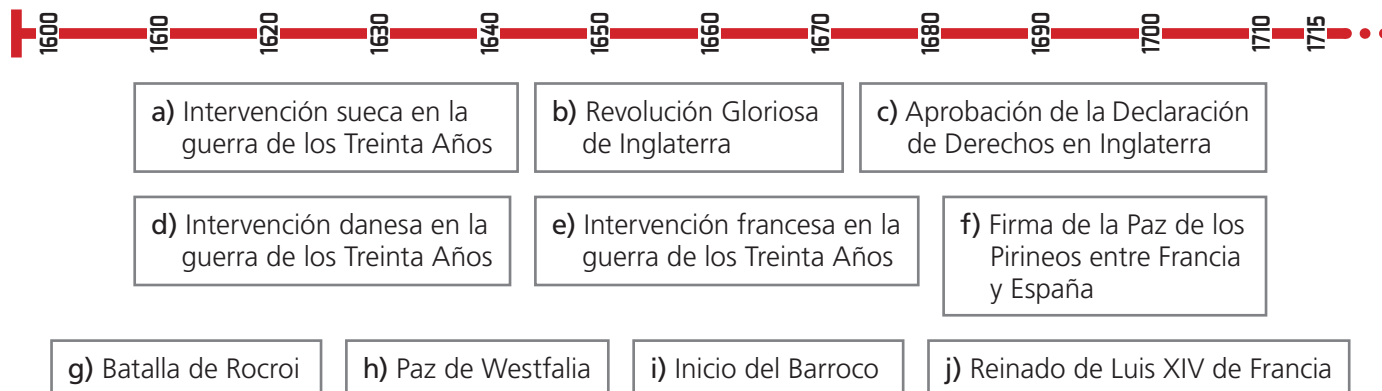 1600 1610 1620 1630 1640 1650 1660 1670 1680 1690 1700 1710 1715
a) Intervención sueca en la
guerra de los Treinta Años
b) Revolución Gloriosa
de Inglaterra
c) Aprobación de la Declaración
de Derechos en Inglaterra
d) Intervención danesa en la
guerra de los Treinta Años
e) Intervención francesa en la
guerra de los Treinta Años
f) Firma de la Paz de los
Pirineos entre Francia
y España
g) Batalla de Rocroi
h) Paz de Westfalia
i) Inicio del Barroco
j) Reinado de Luis XIV de Francia